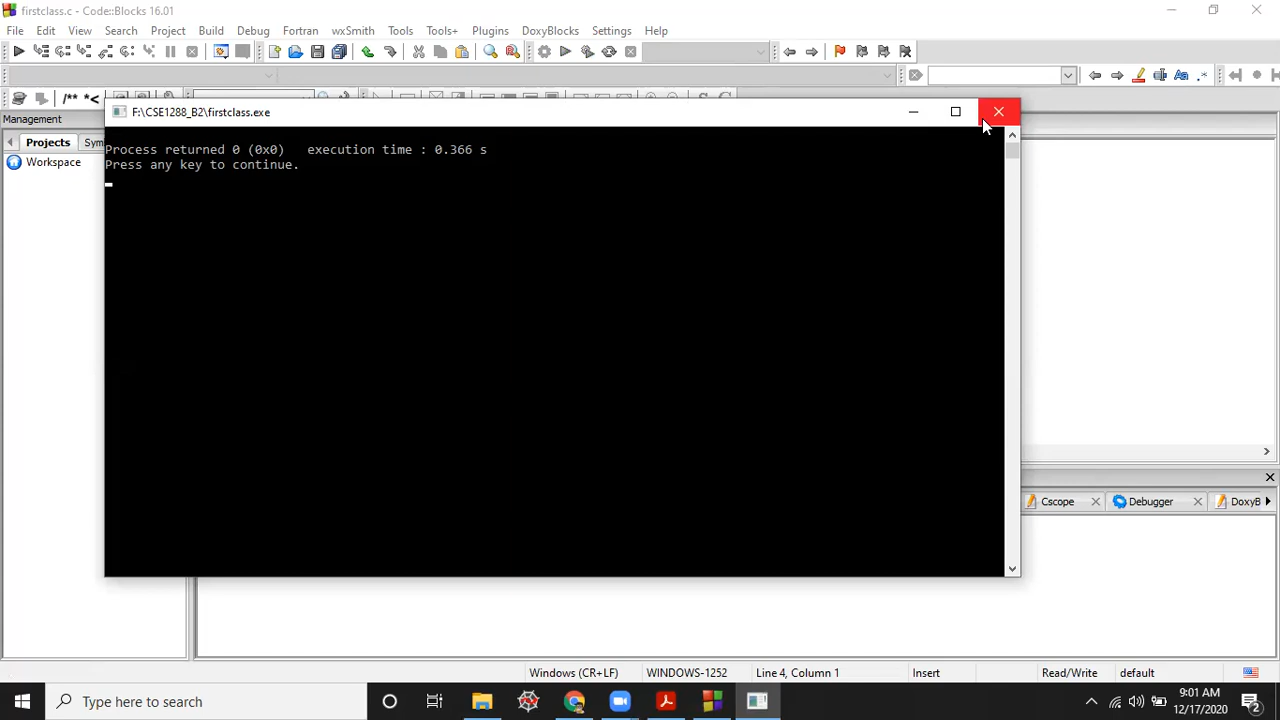 firstclass.c - Code::Blocks 16.01
File Edit View Search Project Build Debug Fortran wxSmith Tools Tools+ Plugins DoxyBlocks Settings Help
/** *<
Management
F:\CSE1288_B2\firstclass.exe
Projects Sym
Workspace
Process returned 0 (0x0) execution time : 0.366 s
Press any key to continue.
Cscope Debugger DoxyB
Windows (CR+LF) WINDOWS-1252 Line 4, Column 1 Insert Read/Write default
Type here to search
9:01 AM
12/17/2020
2